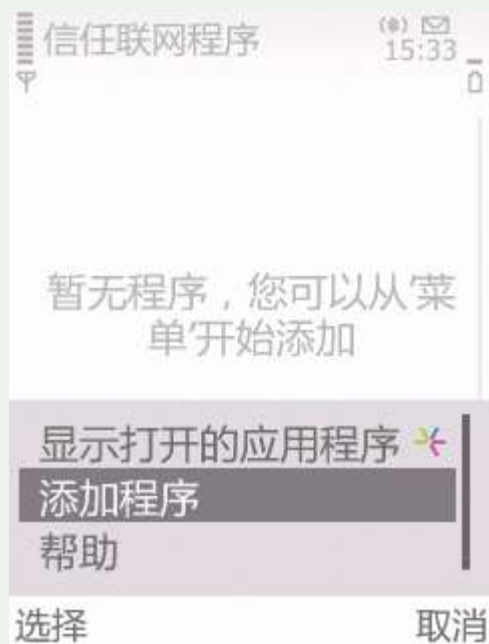 信任联网程序
15:33
暂无程序，您可以从'菜
单'开始添加
显示打开的应用程序
添加程序
帮助
选择 取消